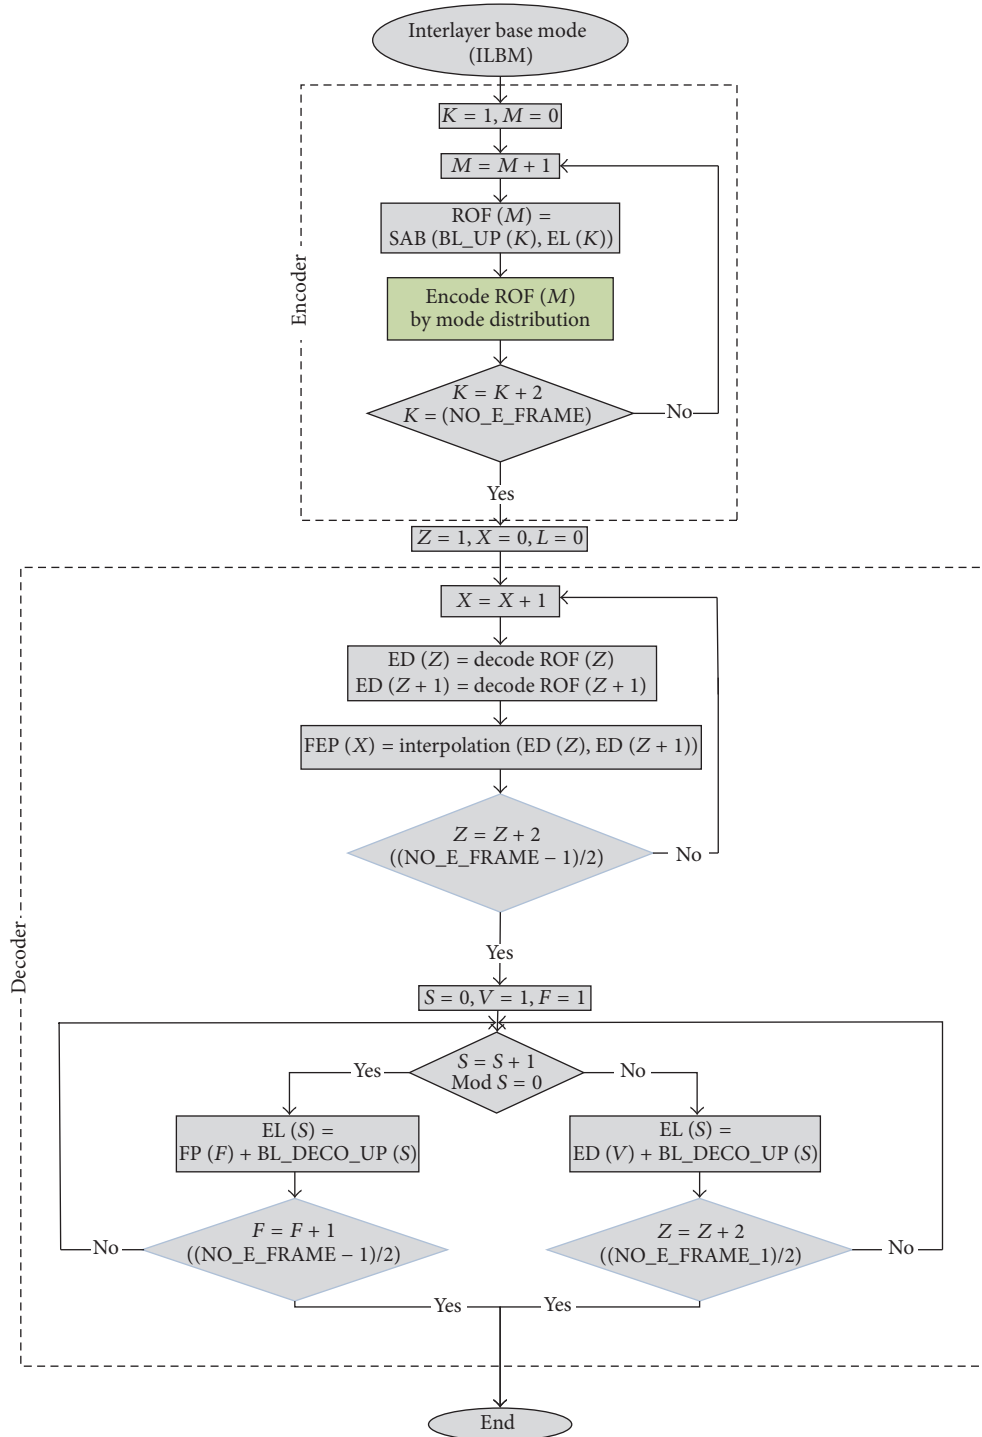 Interlayer base mode
(ILBM)
K = 1, M = 0
M = M + 1
ROF (M) =
SAB (BL_UP (K), EL (K))
Encoder
Encode ROF (M)
by mode distribution
K = K + 2
K = (NO_E_FRAME)
No
Yes
Z = 1, X = 0, L = 0
X = X + 1
ED (Z) = decode ROF (Z)
ED (Z + 1) = decode ROF (Z + 1)
FEP (X) = interpolation (ED (Z), ED (Z + 1))
Z = Z + 2
((NO_E_FRAME − 1)/2)
No
Yes
Decoder
S = 0, V = 1, F = 1
S = S + 1
Mod S = 0
Yes
No
EL (S) =
FP (F) + BL_DECO_UP (S)
EL (S) =
ED (V) + BL_DECO_UP (S)
F = F + 1
((NO_E_FRAME − 1)/2)
No
Z = Z + 2
((NO_E_FRAME_1)/2)
No
Yes
Yes
End